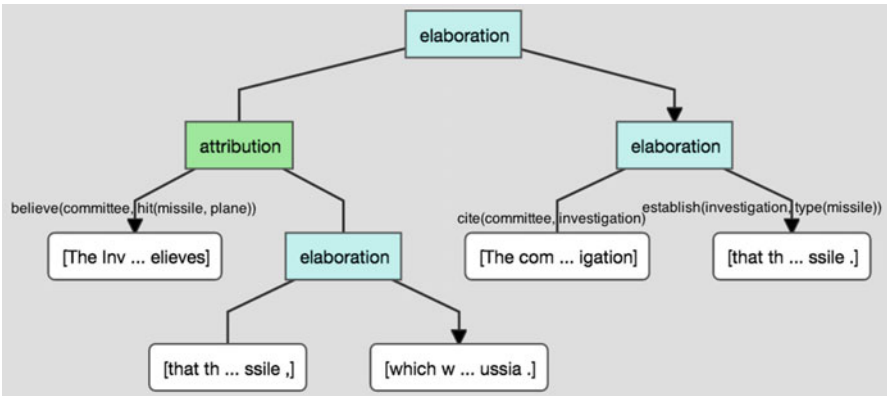 elaboration
attribution
elaboration
believe(committee, hit(missile, plane))
cite(committee, investigation)
establish(investigation, type(missile))
[The Inv ... elieves]
elaboration
[The com ... igation]
[that th ... ssile .]
[that th ... ssile ,]
[which w ... ussia .]